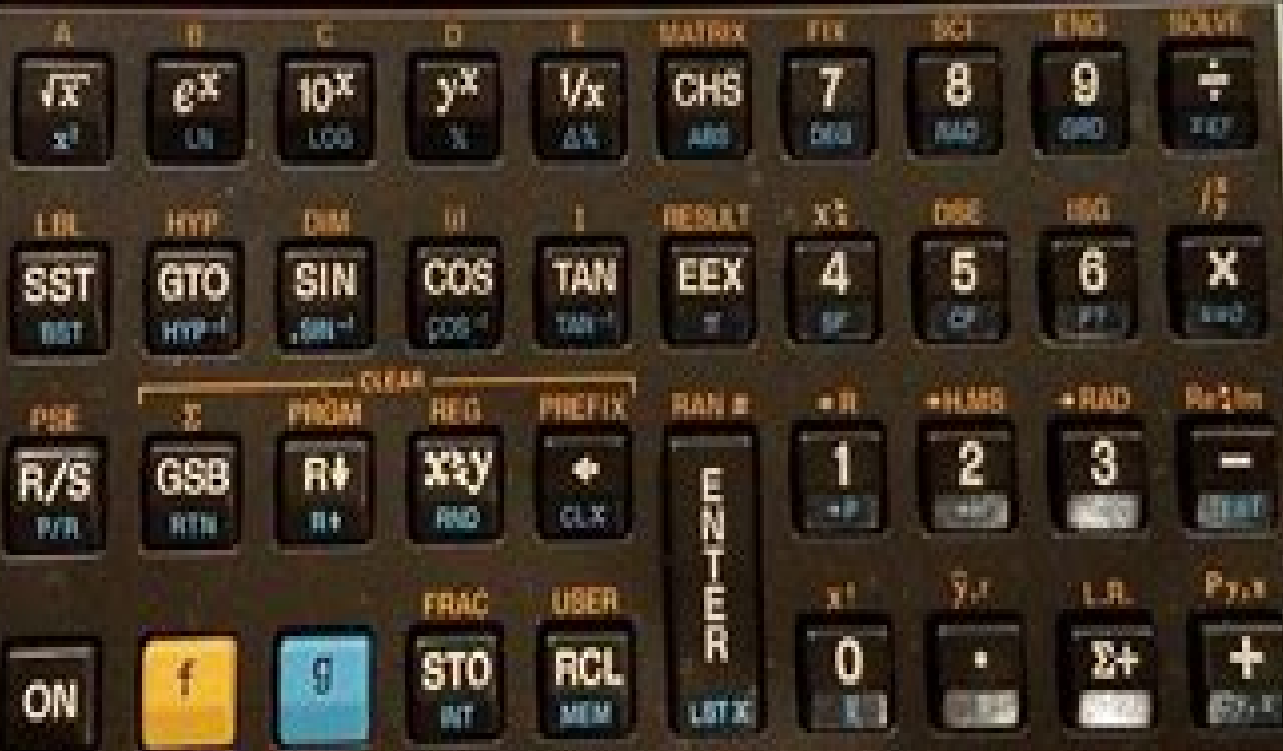 A B C D E MATRIX FIX SCI ENG SOLVE
√x e^x 10^x y^x 1/x CHS 7 8 9 ÷
x² LN LOG % Δ% ABS DEG RAD GRD
LBL HYP DIM (i) I RESULT x≷ DSE ISG
SST GTO SIN COS TAN EEX 4 5 6 X
BST HYP⁻¹ SIN⁻¹ COS⁻¹ TAN⁻¹ π SF CF F?
CLEAR
PSE Σ PRGM REG PREFIX RAN # →R →H.MS →RAD Re≷Im
R/S GSB R↓ x≷y ← ENTER 1 2 3 −
P/R RTN R↑ RND CLX →P TEST
FRAC USER x! ŷ,r L.R. Py,x
ON f g STO RCL 0 · Σ+ +
INT MEM LSTX Cy,x